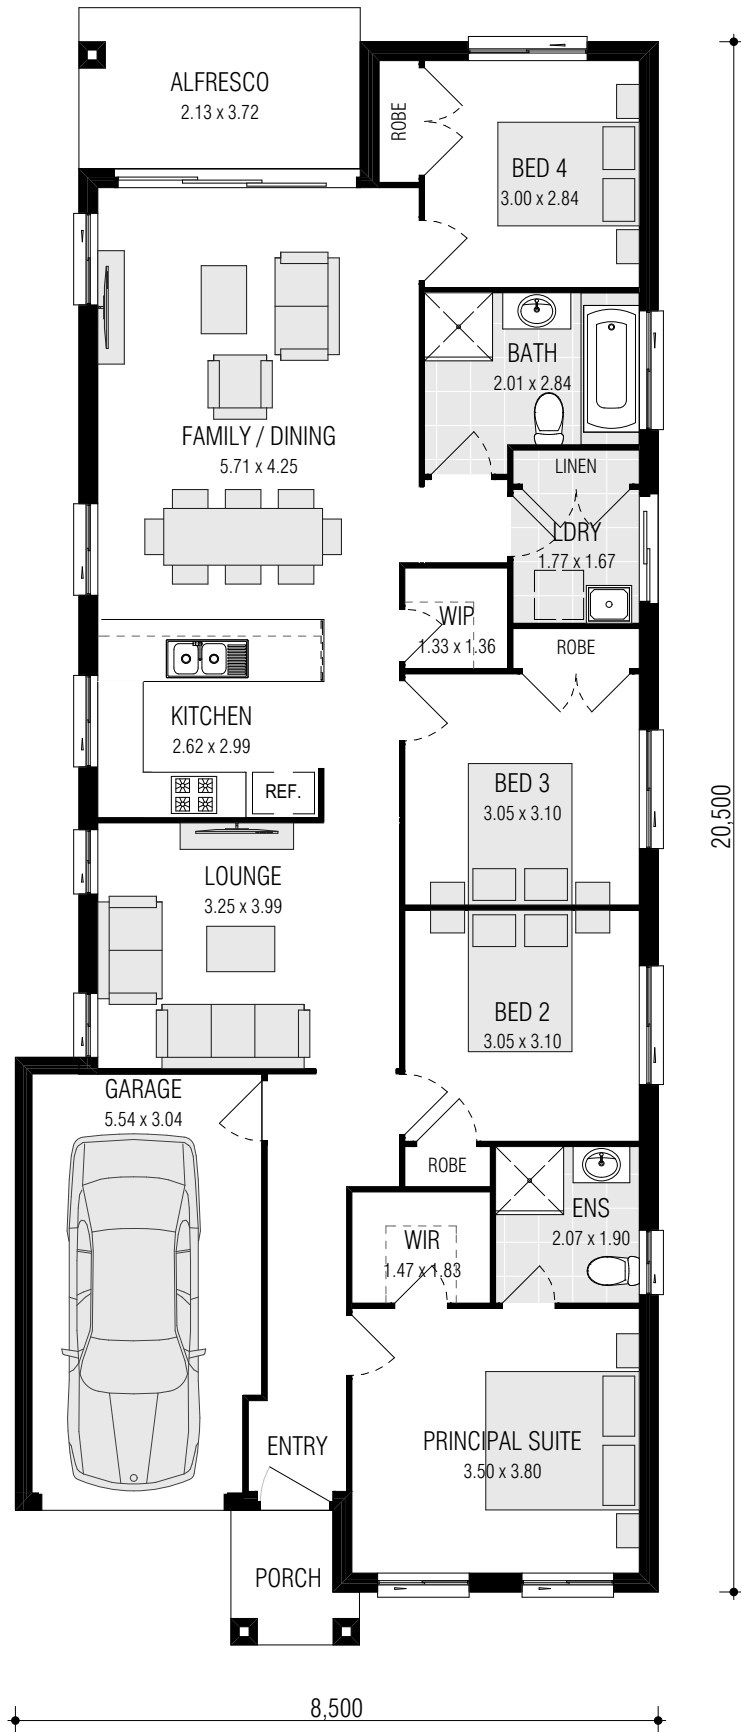 ALFRESCO
2.13 x 3.72
ROBE
BED 4
3.00 x 2.84
BATH
2.01 x 2.84
FAMILY / DINING
5.71 x 4.25
LINEN
LDRY
1.77 x 1.67
WIP
1.33 x 1.36
ROBE
KITCHEN
2.62 x 2.99
REF.
BED 3
3.05 x 3.10
20,500
LOUNGE
3.25 x 3.99
BED 2
3.05 x 3.10
GARAGE
5.54 x 3.04
ROBE
ENS
2.07 x 1.90
WIR
1.47 x 1.83
ENTRY
PRINCIPAL SUITE
3.50 x 3.80
PORCH
8,500